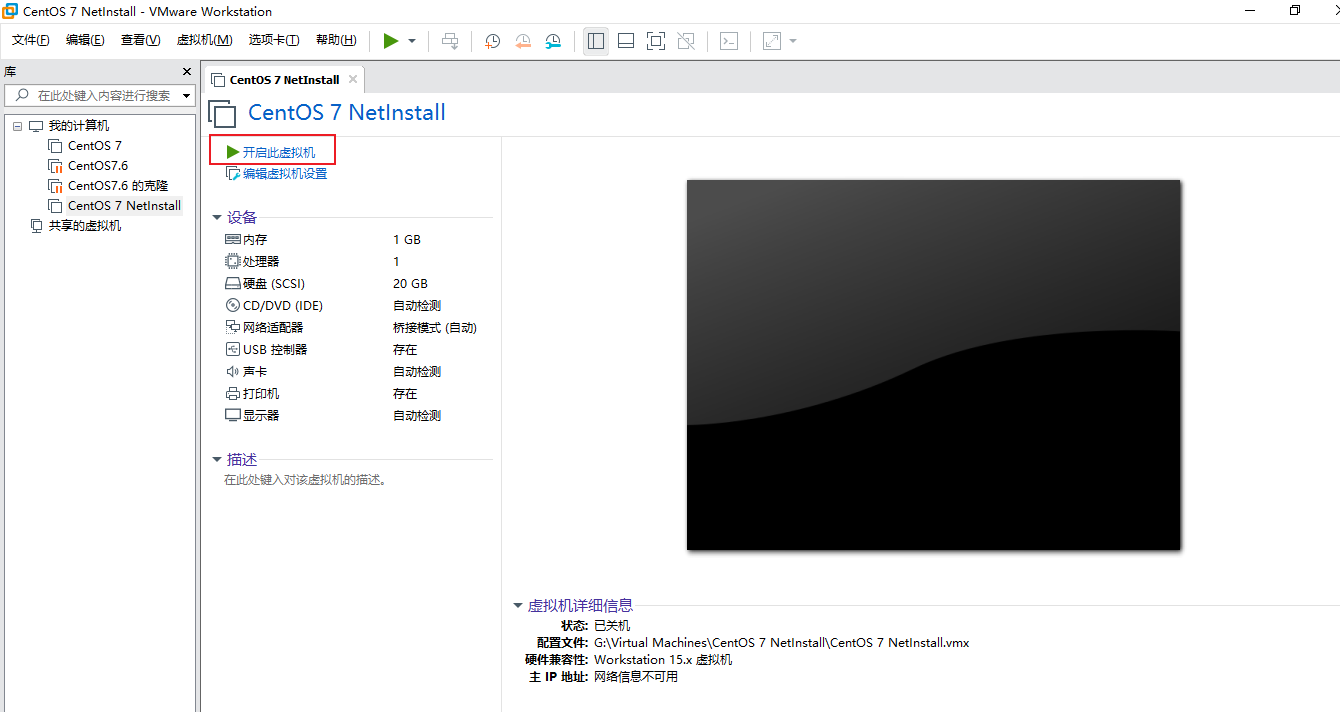 CentOS 7 NetInstall - VMware Workstation
文件(F) 编辑(E) 查看(V) 虚拟机(M) 选项卡(T) 帮助(H)
库
在此处键入内容进行搜索
我的计算机
CentOS 7
CentOS7.6
CentOS7.6 的克隆
CentOS 7 NetInstall
共享的虚拟机
CentOS 7 NetInstall
CentOS 7 NetInstall
开启此虚拟机
编辑虚拟机设置
设备
内存 1 GB
处理器 1
硬盘 (SCSI) 20 GB
CD/DVD (IDE) 自动检测
网络适配器 桥接模式 (自动)
USB 控制器 存在
声卡 自动检测
打印机 存在
显示器 自动检测
描述
在此处键入对该虚拟机的描述。
虚拟机详细信息
状态: 已关机
配置文件: G:\Virtual Machines\CentOS 7 NetInstall\CentOS 7 NetInstall.vmx
硬件兼容性: Workstation 15.x 虚拟机
主 IP 地址: 网络信息不可用